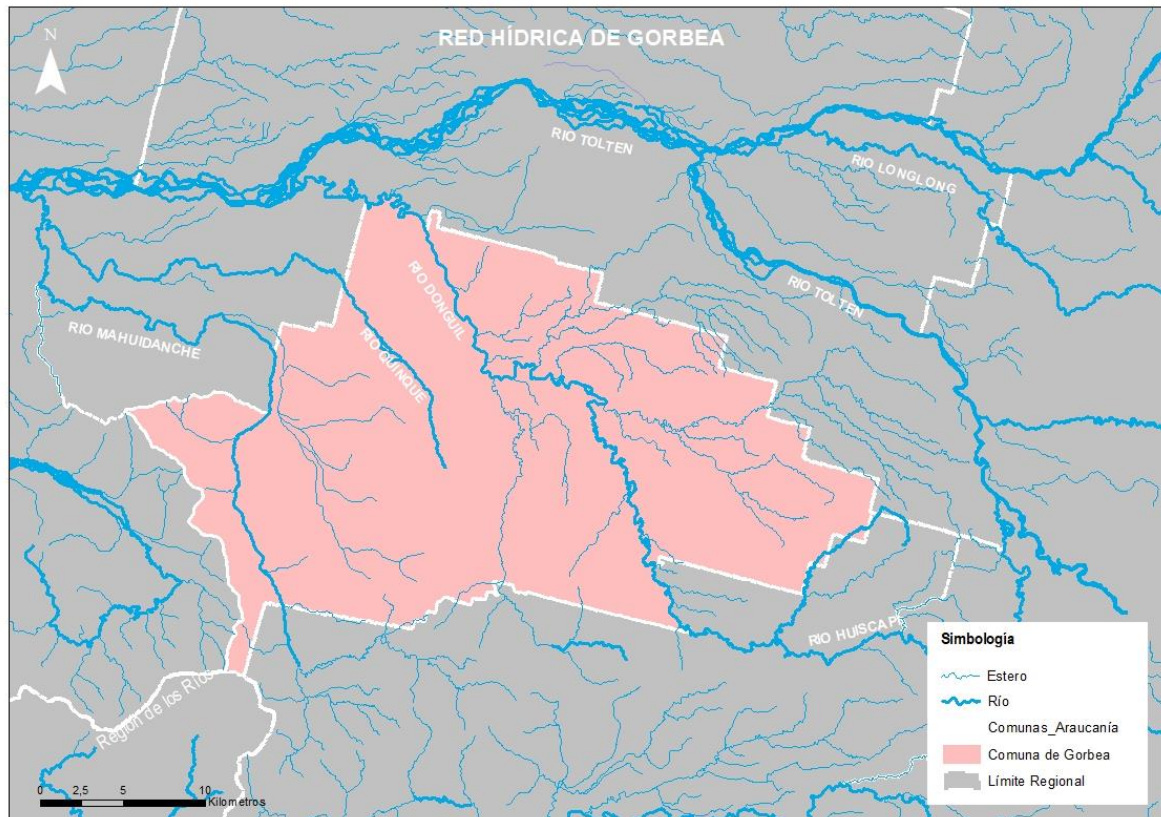 RED HÍDRICA DE GORBEA
N
RIO TOLTEN
RIO LONGLONG
RIO TOLTEN
RIO DONGUIL
RIO QUINQUE
RIO MAHUIDANCHE
RIO HUISCAPI
Región de los Ríos
0 2,5 5 10
Kilometros
Simbología
Estero
Río
Comunas_Araucanía
Comuna de Gorbea
Límite Regional